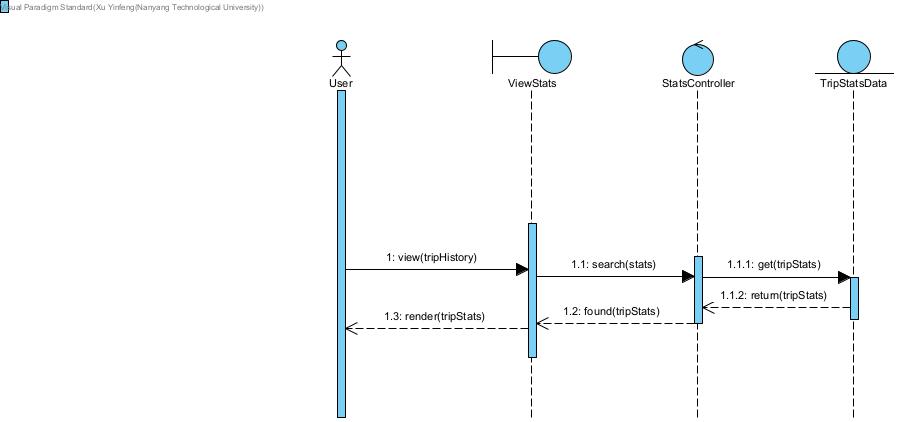 Visual Paradigm Standard(Xu Yinfeng(Nanyang Technological University))
User
ViewStats
StatsController
TripStatsData
1: view(tripHistory)
1.1: search(stats)
1.1.1: get(tripStats)
1.1.2: return(tripStats)
1.2: found(tripStats)
1.3: render(tripStats)